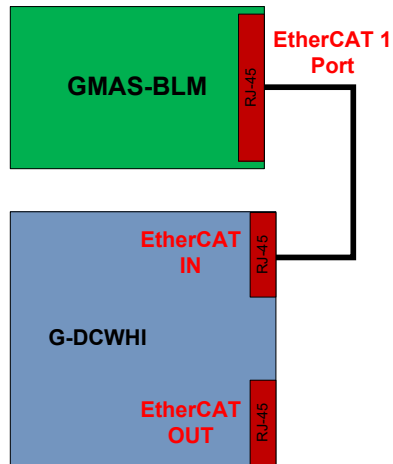 EtherCAT 1
Port
GMAS-BLM
RJ-45
EtherCAT
IN
RJ-45
G-DCWHI
EtherCAT
OUT
RJ-45